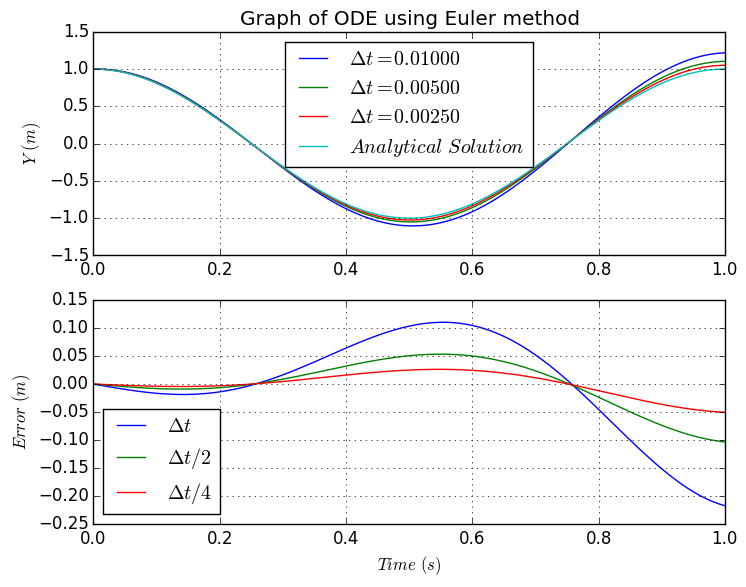 Graph of ODE using Euler method
1.5
1.0
0.5
0.0
−0.5
−1.0
−1.5
Y (m)
Δt = 0.01000
Δt = 0.00500
Δt = 0.00250
Analytical Solution
0.0 0.2 0.4 0.6 0.8 1.0
0.15
0.10
0.05
0.00
−0.05
−0.10
−0.15
−0.20
−0.25
Error (m)
Δt
Δt/2
Δt/4
0.0 0.2 0.4 0.6 0.8 1.0
Time (s)